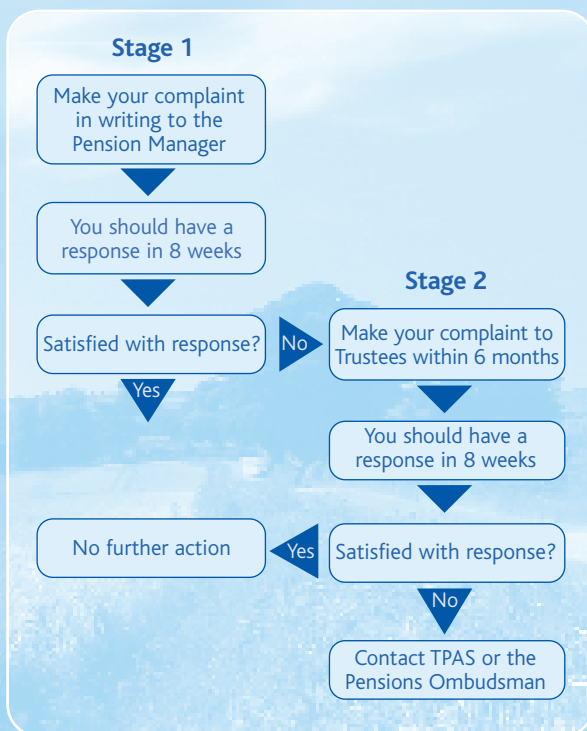 Stage 1
Make your complaint
in writing to the
Pension Manager
You should have a
response in 8 weeks
Satisfied with response?
No
Yes
Stage 2
Make your complaint to
Trustees within 6 months
You should have a
response in 8 weeks
Satisfied with response?
Yes
No further action
No
Contact TPAS or the
Pensions Ombudsman